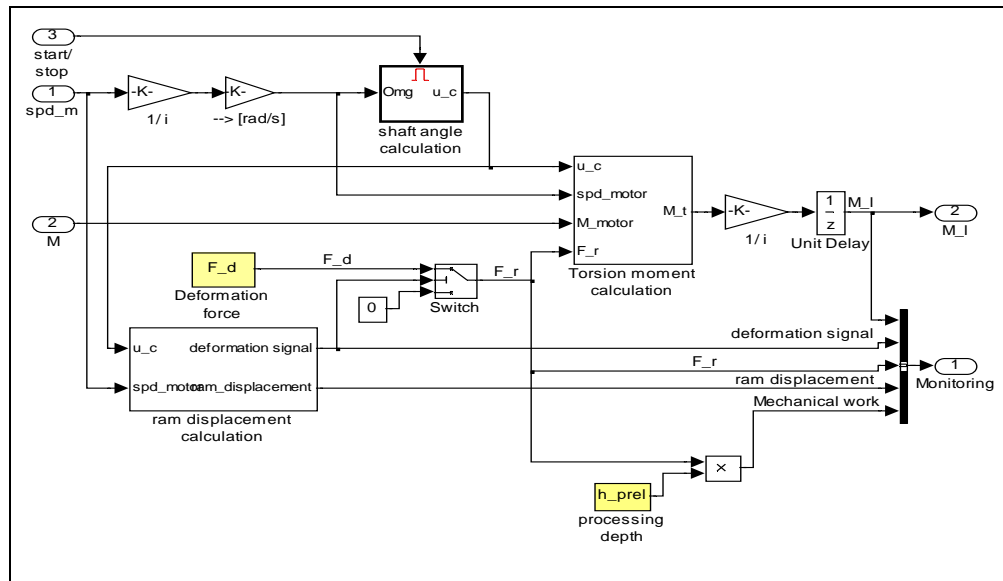 3
start/
stop
1
spd_m
-K-
1/ i
-K-
--> [rad/s]
Omg
u_c
shaft angle
calculation
2
M
u_c
spd_motor
M_motor
F_r
M_t
Torsion moment
calculation
-K-
1/ i
1
z
Unit Delay
M_l
2
M_l
F_d
Deformation
force
F_d
0
Switch
F_r
u_c
spd_motor
deformation signal
ram_displacement
ram displacement
calculation
deformation signal
F_r
ram displacement
Mechanical work
1
Monitoring
×
h_prel
processing
depth